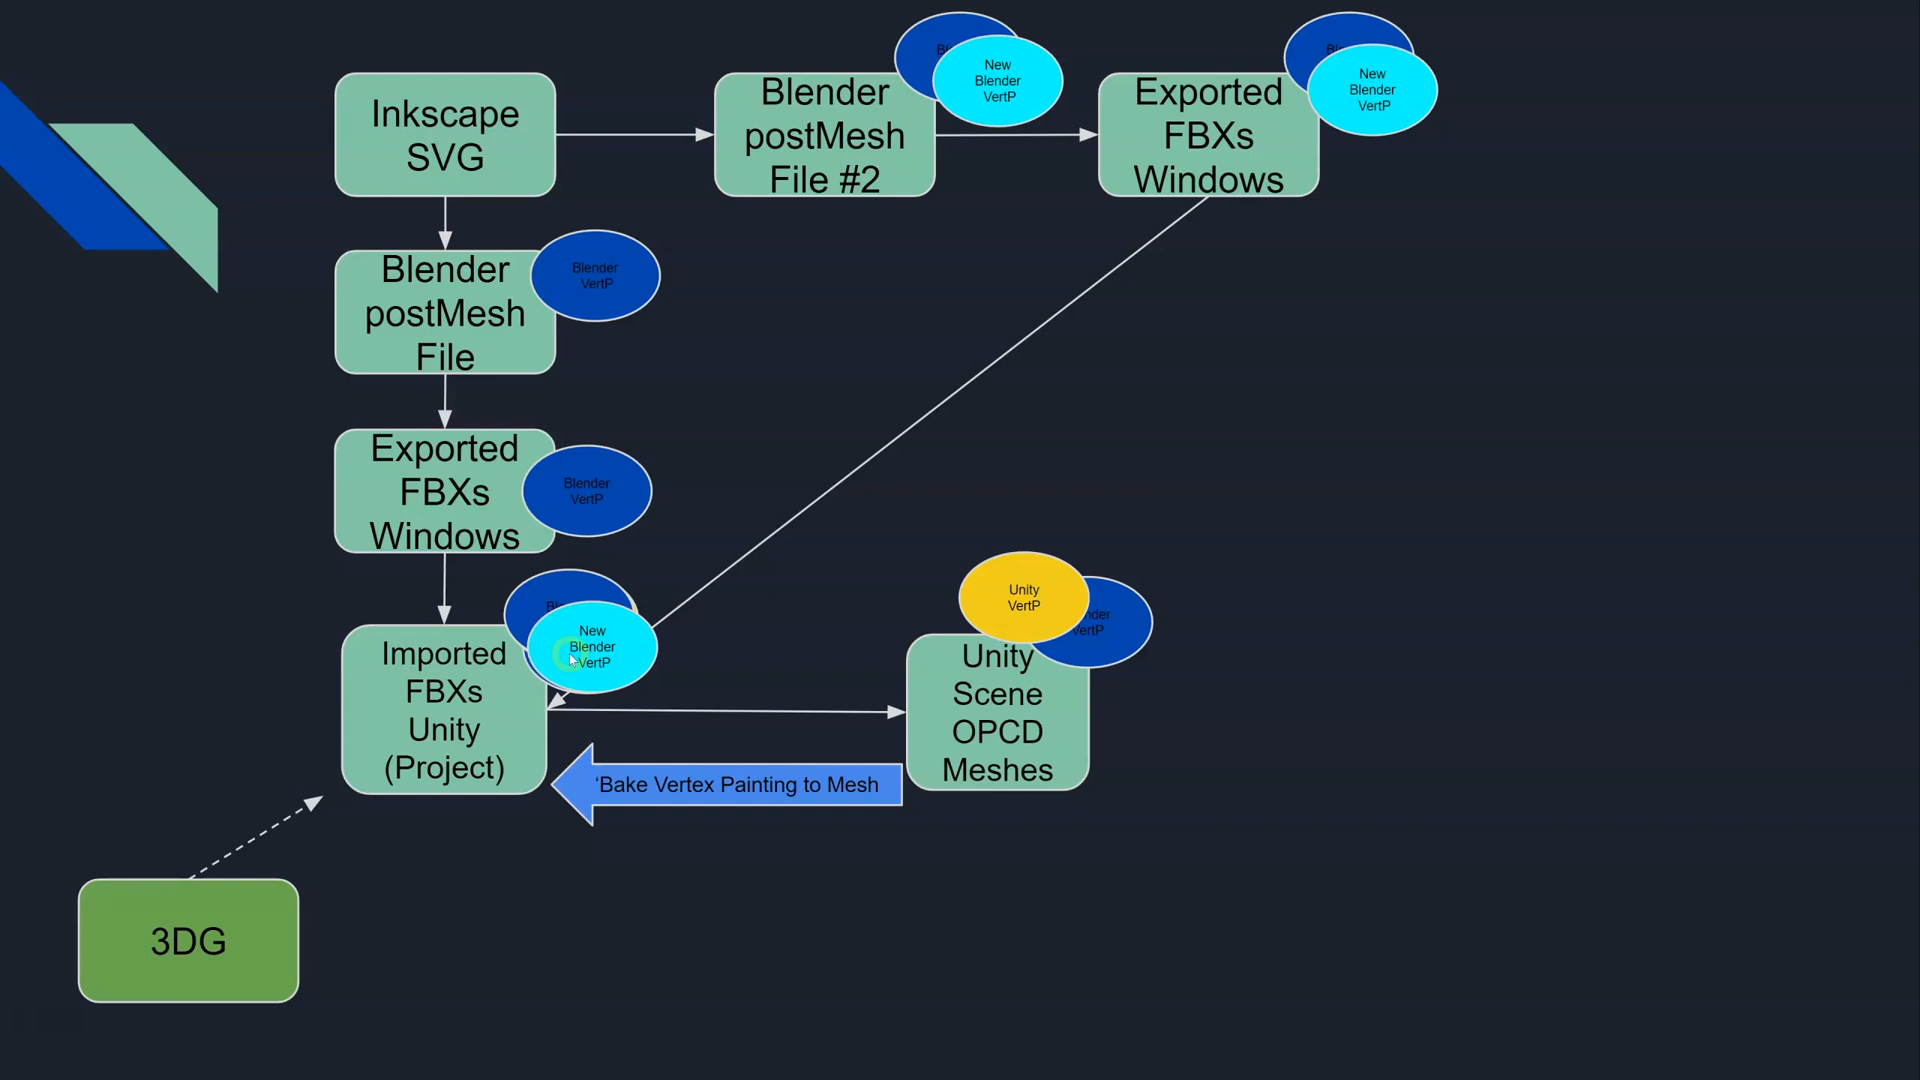 Inkscape
SVG
Blender
postMesh
File #2
New
Blender
VertP
Exported
FBXs
Windows
New
Blender
VertP
Blender
postMesh
File
Blender
VertP
Exported
FBXs
Windows
Blender
VertP
Imported
FBXs
Unity
(Project)
New
Blender
VertP
Unity
VertP
VertP
Unity
Scene
OPCD
Meshes
‘Bake Vertex Painting to Mesh
3DG